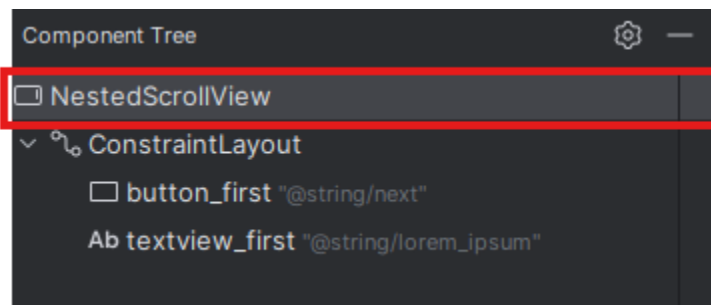 Component Tree
NestedScrollView
ConstraintLayout
button_first "@string/next"
Ab textview_first "@string/lorem_ipsum"